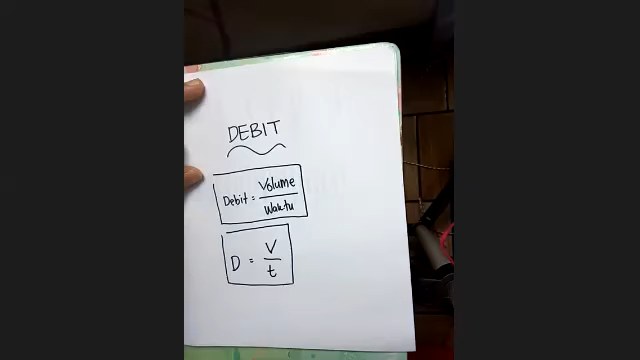 DEBIT
Debit = Volume / Waktu
D = V / t